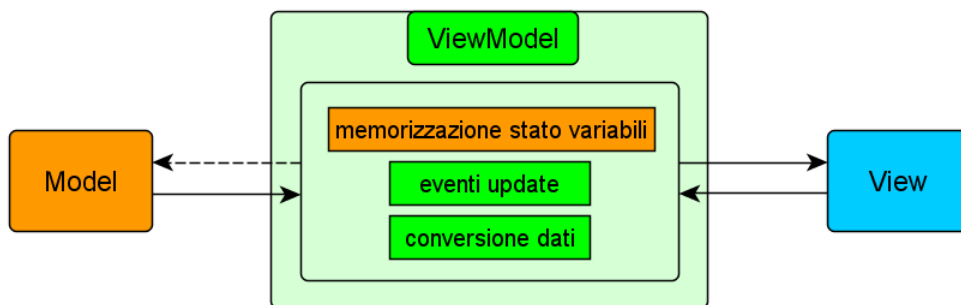 ViewModel
memorizzazione stato variabili
Model
eventi update
View
conversione dati